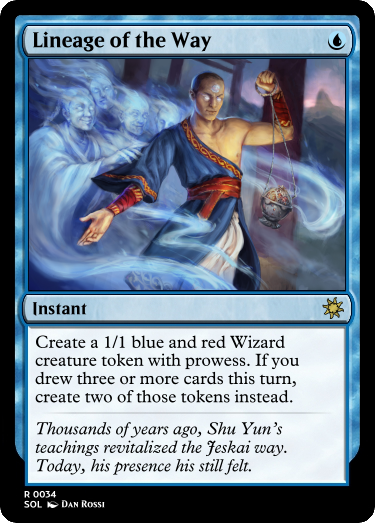 Lineage of the Way
Instant
Create a 1/1 blue and red Wizard
creature token with prowess. If you
drew three or more cards this turn,
create two of those tokens instead.
Thousands of years ago, Shu Yun's
teachings revitalized the Jeskai way.
Today, his presence his still felt.
R 0034
SOL Dan Rossi